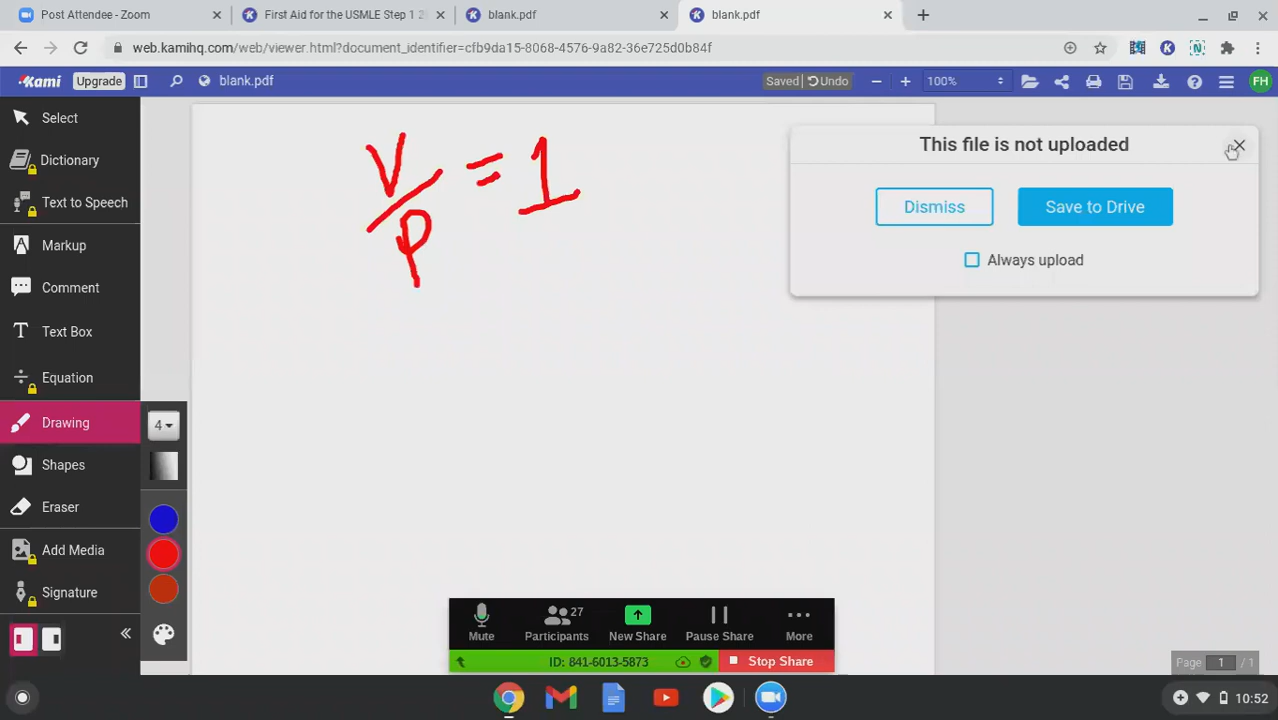 Post Attendee - Zoom
First Aid for the USMLE Step 1 2
blank.pdf
blank.pdf
web.kamihq.com/web/viewer.html?document_identifier=cfb9da15-8068-4576-9a82-36e725d0b84f
Kami
Upgrade
blank.pdf
Saved
Undo
100%
FH
Select
Dictionary
Text to Speech
Markup
Comment
Text Box
Equation
Drawing
4
Shapes
Eraser
Add Media
Signature
V/P = 1
This file is not uploaded
Dismiss
Save to Drive
Always upload
27
Mute
Participants
New Share
Pause Share
More
ID: 841-6013-5873
Stop Share
Page 1 / 1
10:52